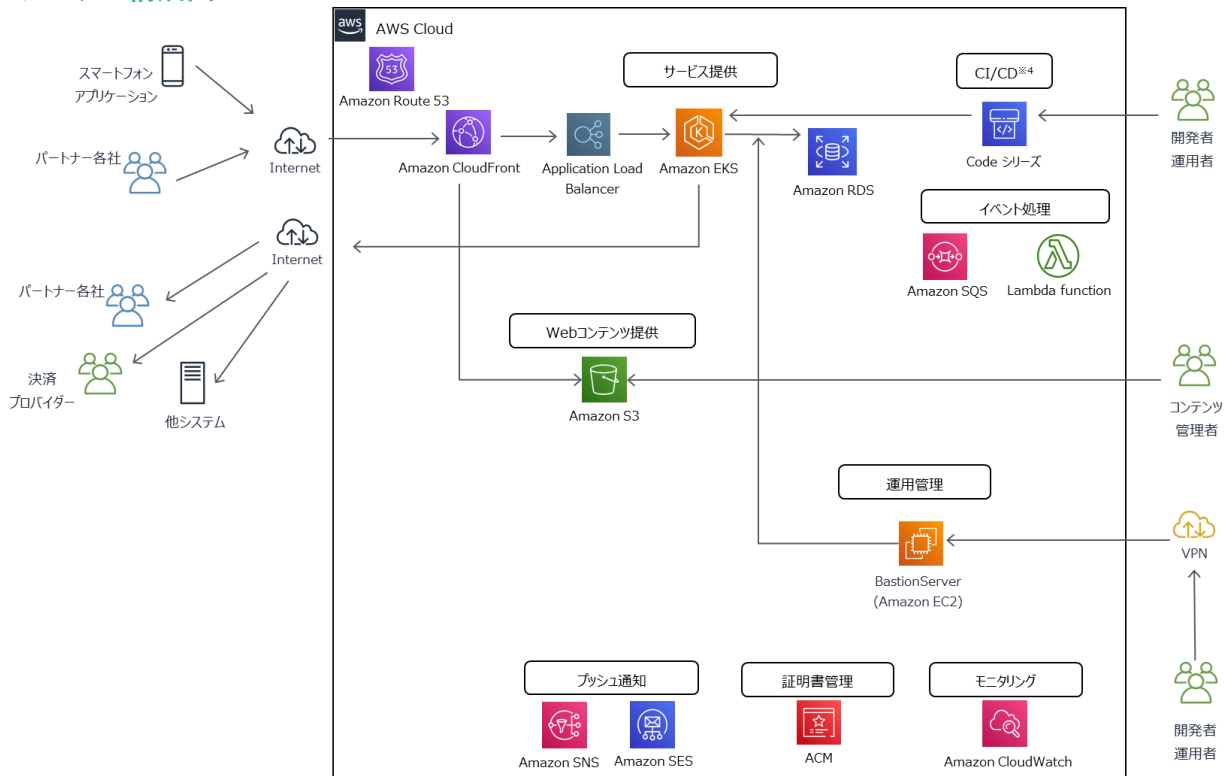 aws
AWS Cloud
スマートフォン
アプリケーション
53
Amazon Route 53
サービス提供
CI/CD※4
パートナー各社
Internet
Amazon CloudFront
Application Load
Balancer
K
Amazon EKS
Amazon RDS
Code シリーズ
開発者
運用者
Internet
イベント処理
Amazon SQS
Lambda function
パートナー各社
Webコンテンツ提供
決済
プロバイダー
他システム
Amazon S3
コンテンツ
管理者
運用管理
BastionServer
(Amazon EC2)
VPN
プッシュ通知
証明書管理
モニタリング
Amazon SNS
Amazon SES
ACM
Amazon CloudWatch
開発者
運用者